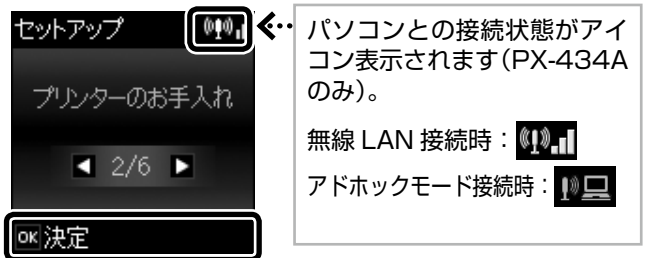 セットアップ
プリンターのお手入れ
2/6
OK 決定
パソコンとの接続状態がアイ
コン表示されます(PX-434A
のみ)。
無線 LAN 接続時：
アドホックモード接続時：